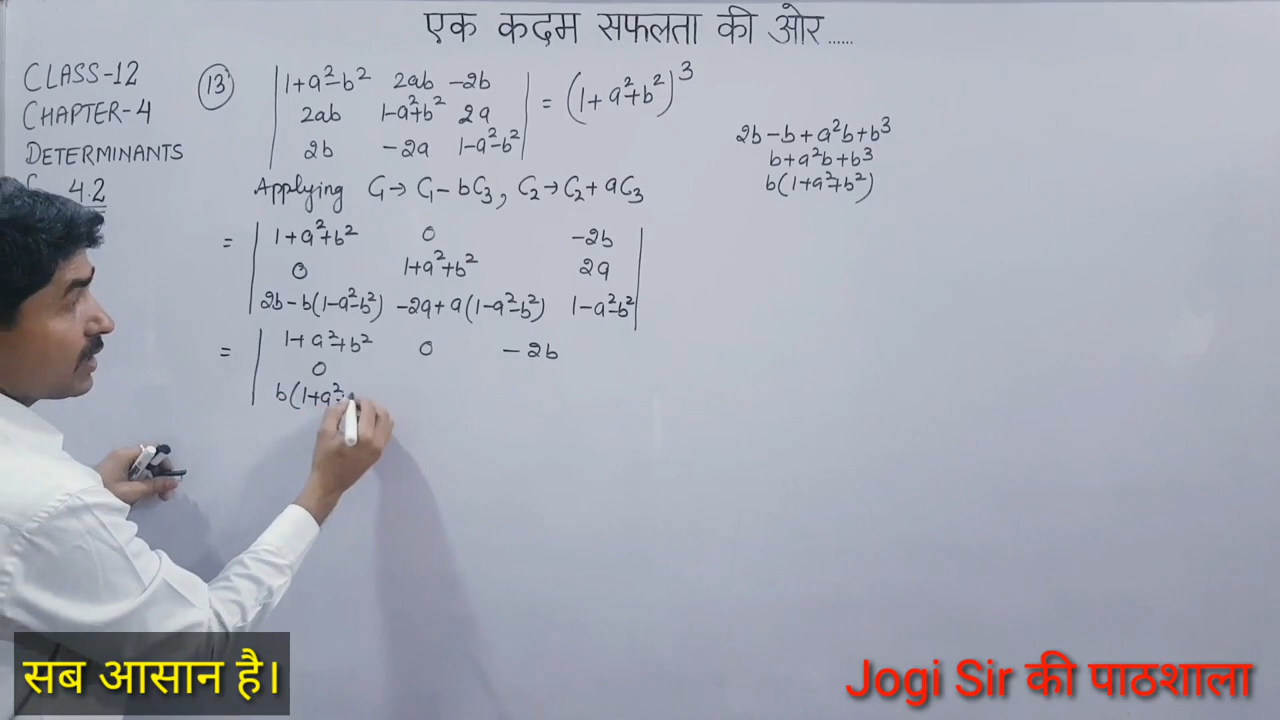 एक कदम सफलता की ओर......
CLASS-12
CHAPTER-4
DETERMINANTS
4.2
13
1+a²-b² 2ab -2b
2ab 1-a²+b² 2a = (1+a²+b²)³
2b -2a 1-a²-b²
Applying C₁→C₁-bC₃, C₂→C₂+aC₃
= 1+a²+b² 0 -2b
0 1+a²+b² 2a
2b-b(1-a²-b²) -2a+a(1-a²-b²) 1-a²-b²
= 1+a²+b² 0 -2b
0
b(1+a²+
2b-b+a²b+b³
b+a²b+b³
b(1+a²+b²)
सब आसान है।
Jogi Sir की पाठशाला